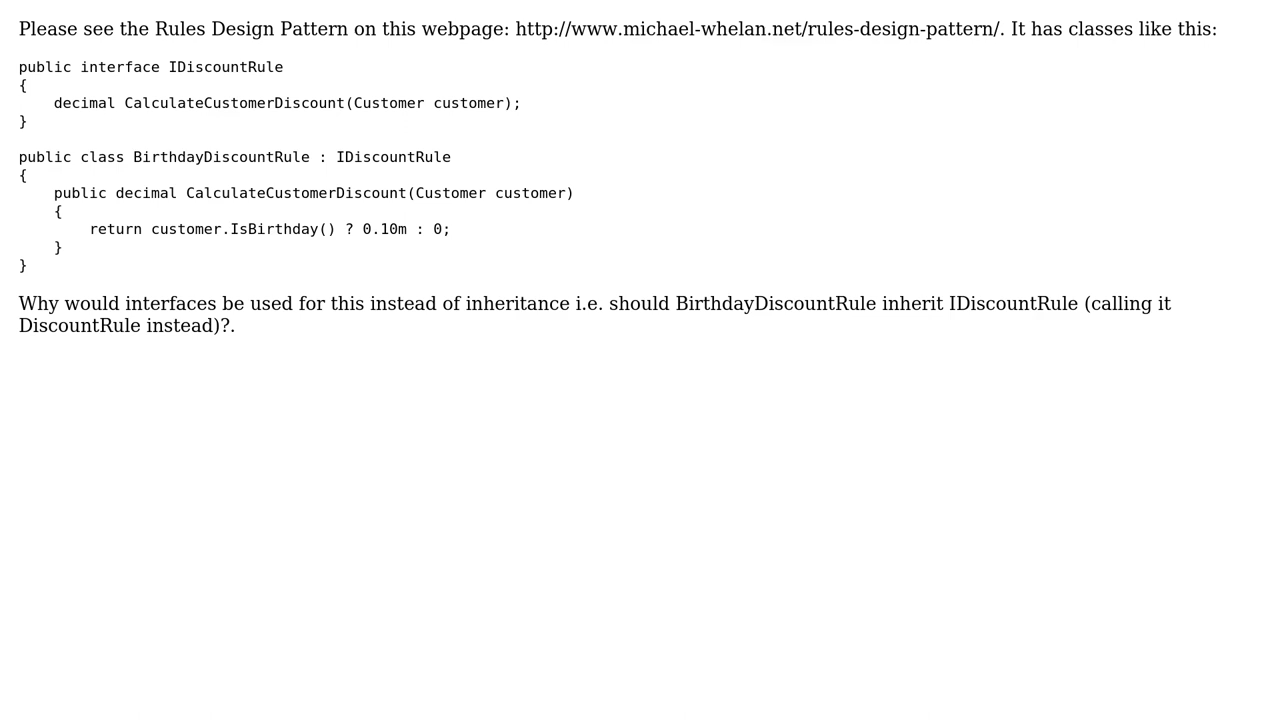 Please see the Rules Design Pattern on this webpage: http://www.michael-whelan.net/rules-design-pattern/. It has classes like this:
public interface IDiscountRule
{
    decimal CalculateCustomerDiscount(Customer customer);
}
public class BirthdayDiscountRule : IDiscountRule
{
    public decimal CalculateCustomerDiscount(Customer customer)
    {
        return customer.IsBirthday() ? 0.10m : 0;
    }
}
Why would interfaces be used for this instead of inheritance i.e. should BirthdayDiscountRule inherit IDiscountRule (calling it
DiscountRule instead)?.